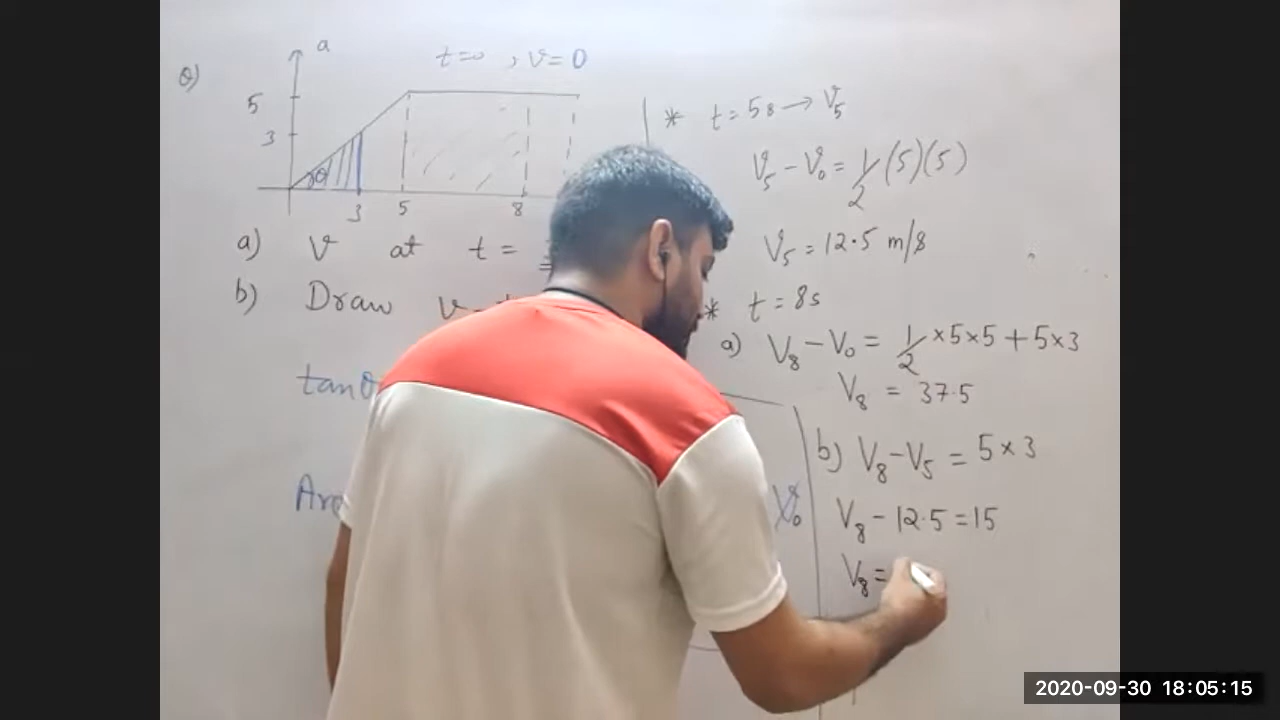 Q)
a
t=0 , v=0
5
3
θ
3 5 8
a) v at t =
b) Draw v-t
tanθ
Are
V₀
* t = 5s → v₅
v₅ - v₀ = 1/2 (5)(5)
v₅ = 12.5 m/s
* t = 8s
a) V₈ - V₀ = 1/2 ×5×5 + 5×3
V₈ = 37.5
b) V₈ - V₅ = 5×3
V₈ - 12.5 = 15
V₈ =
2020-09-30 18:05:15